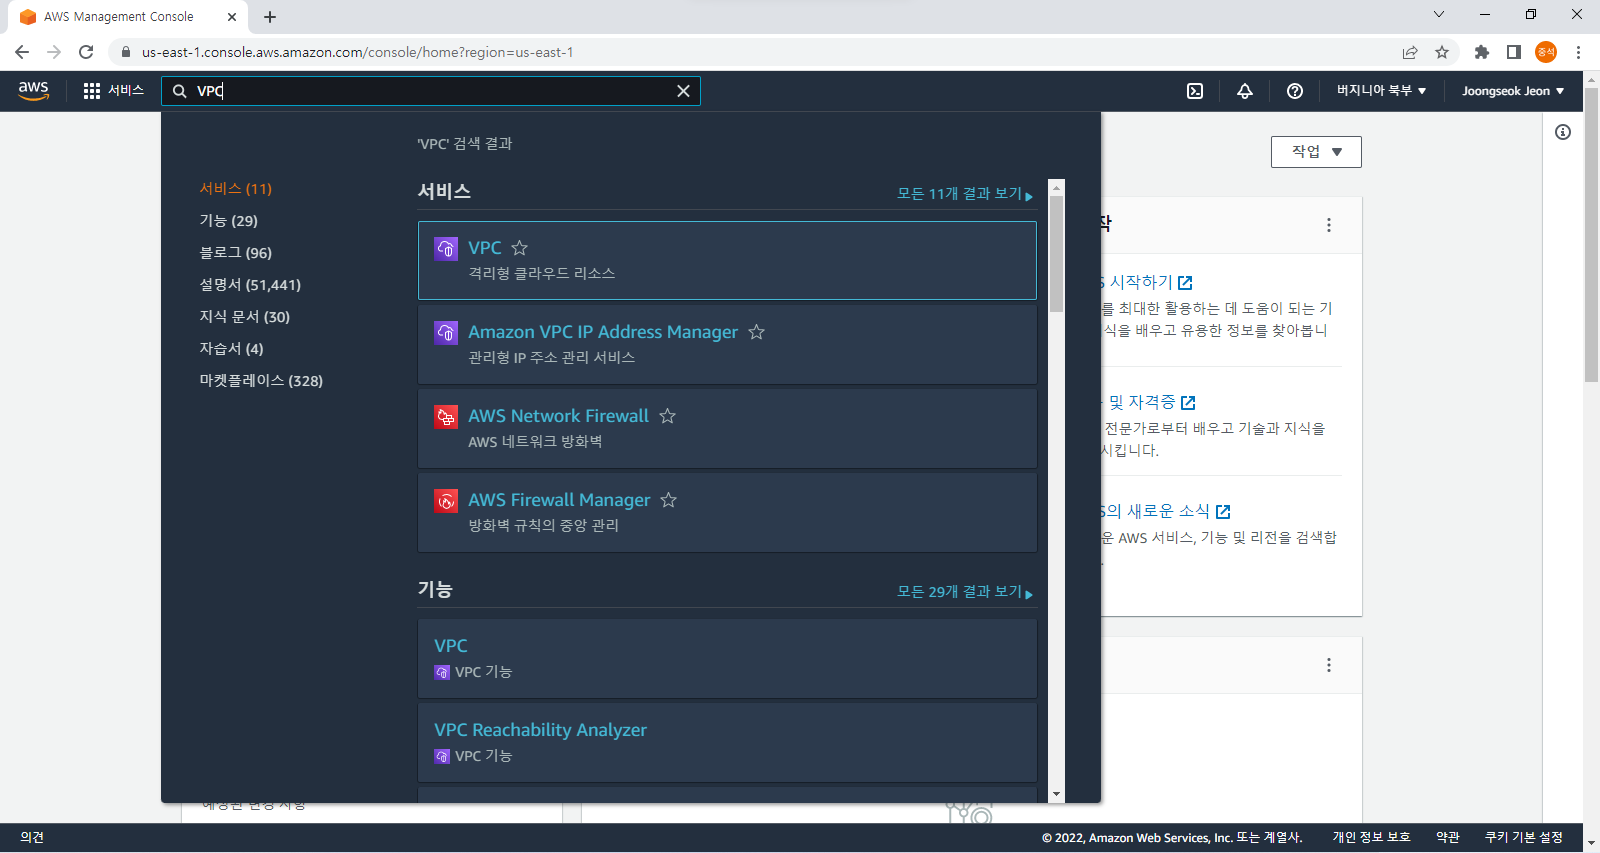 AWS Management Console
us-east-1.console.aws.amazon.com/console/home?region=us-east-1
중석
aws
서비스
VPC
버지니아 북부
Joongseok Jeon
'VPC' 검색 결과
서비스 (11)
기능 (29)
블로그 (96)
설명서 (51,441)
지식 문서 (30)
자습서 (4)
마켓플레이스 (328)
서비스
모든 11개 결과 보기
VPC
격리형 클라우드 리소스
Amazon VPC IP Address Manager
관리형 IP 주소 관리 서비스
AWS Network Firewall
AWS 네트워크 방화벽
AWS Firewall Manager
방화벽 규칙의 중앙 관리
기능
모든 29개 결과 보기
VPC
VPC 기능
VPC Reachability Analyzer
VPC 기능
작업
작
시작하기
를 최대한 활용하는 데 도움이 되는 기
식을 배우고 유용한 정보를 찾아봅니
및 자격증
전문가로부터 배우고 기술과 지식을
시킵니다.
S의 새로운 소식
운 AWS 서비스, 기능 및 리전을 검색합
예상된 변경 사항
의견
© 2022, Amazon Web Services, Inc. 또는 계열사.
개인 정보 보호
약관
쿠키 기본 설정